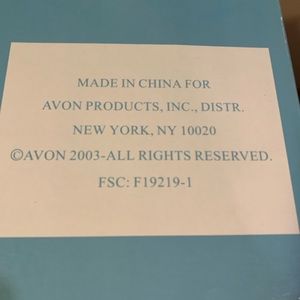 MADE IN CHINA FOR
AVON PRODUCTS, INC., DISTR.
NEW YORK, NY 10020
©AVON 2003-ALL RIGHTS RESERVED.
FSC: F19219-1